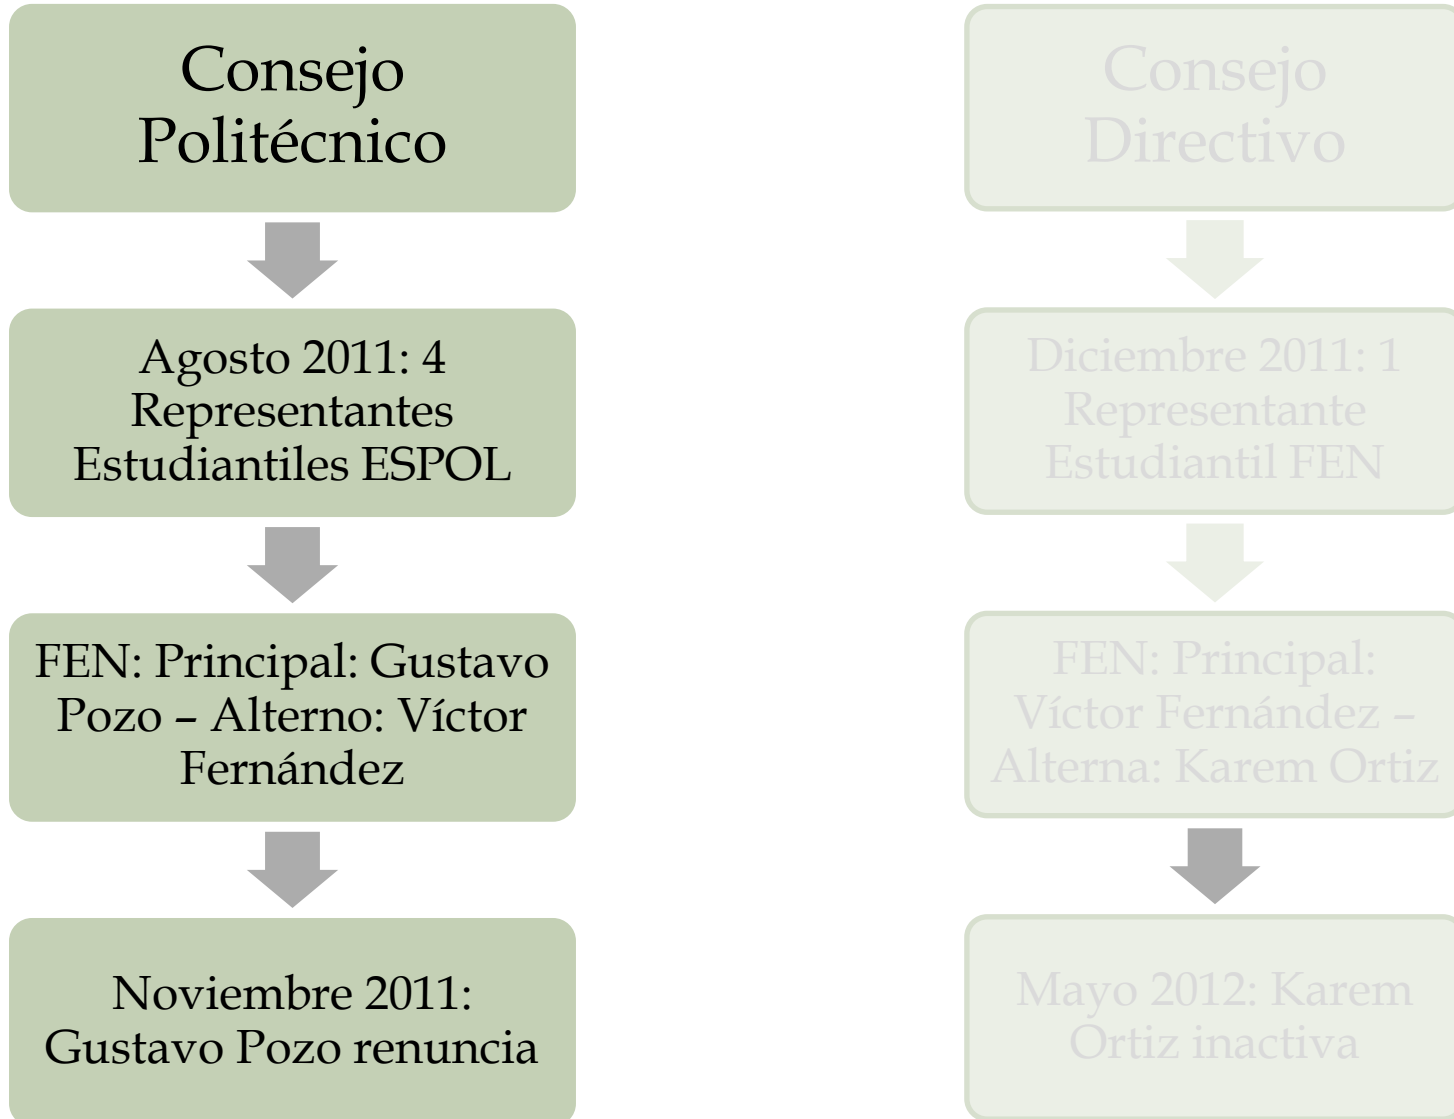 Consejo
Politécnico
Agosto 2011: 4
Representantes
Estudiantiles ESPOL
FEN: Principal: Gustavo
Pozo – Alterno: Víctor
Fernández
Noviembre 2011:
Gustavo Pozo renuncia
Consejo
Directivo
Diciembre 2011: 1
Representante
Estudiantil FEN
FEN: Principal:
Víctor Fernández –
Alterna: Karem Ortiz
Mayo 2012: Karem
Ortiz inactiva